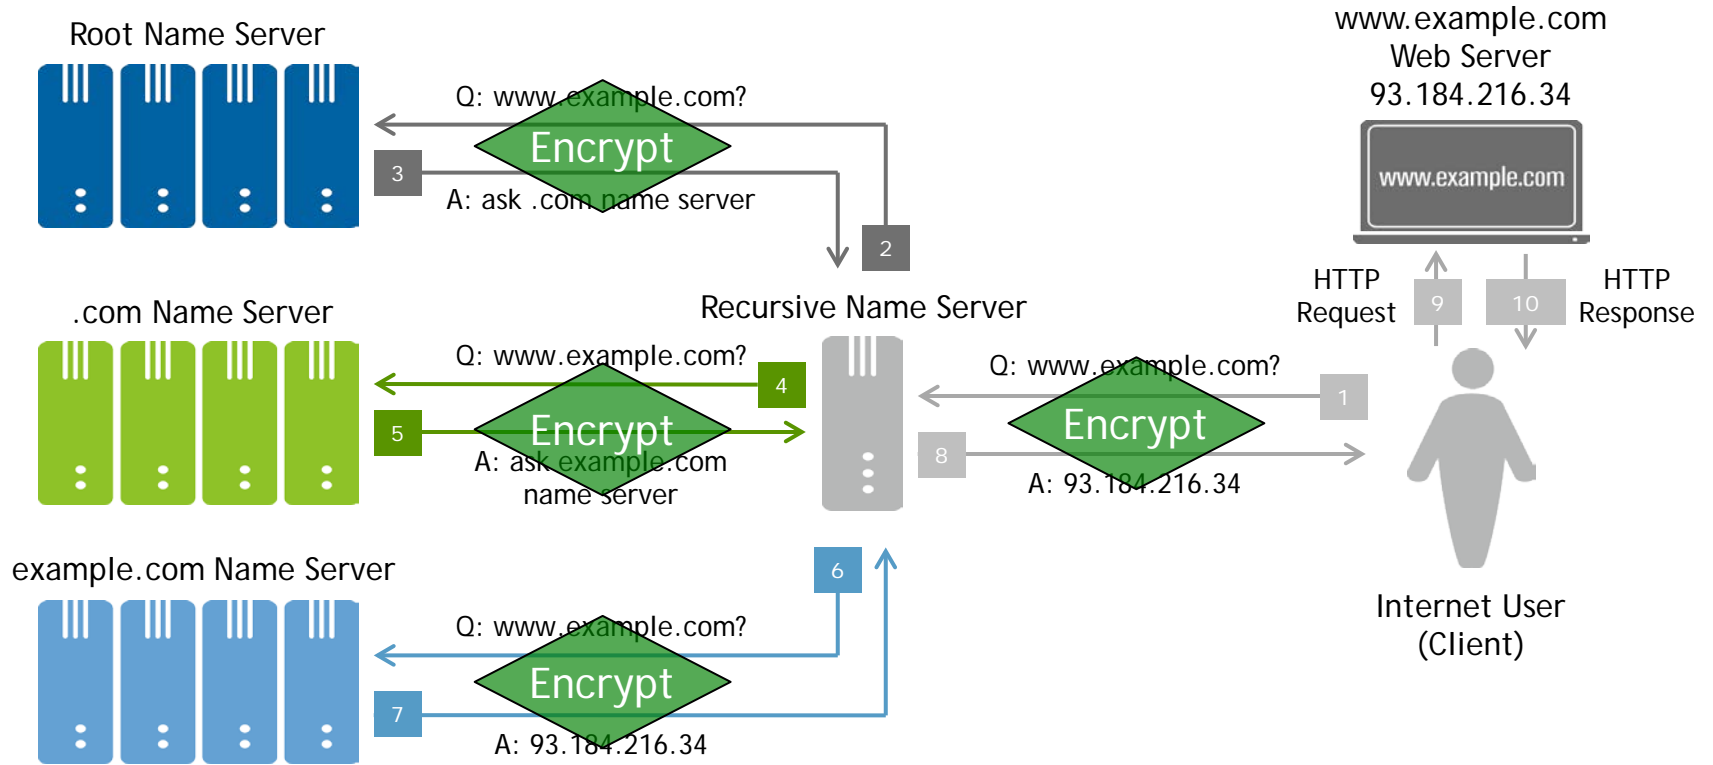 Root Name Server
Q: www.example.com?
Encrypt
3
A: ask .com name server
2
www.example.com
Web Server
93.184.216.34
www.example.com
HTTP
Request
9
10
HTTP
Response
.com Name Server
Q: www.example.com?
4
5
Encrypt
A: ask example.com
name server
Recursive Name Server
Q: www.example.com?
1
Encrypt
8
A: 93.184.216.34
Internet User
(Client)
example.com Name Server
6
Q: www.example.com?
Encrypt
7
A: 93.184.216.34